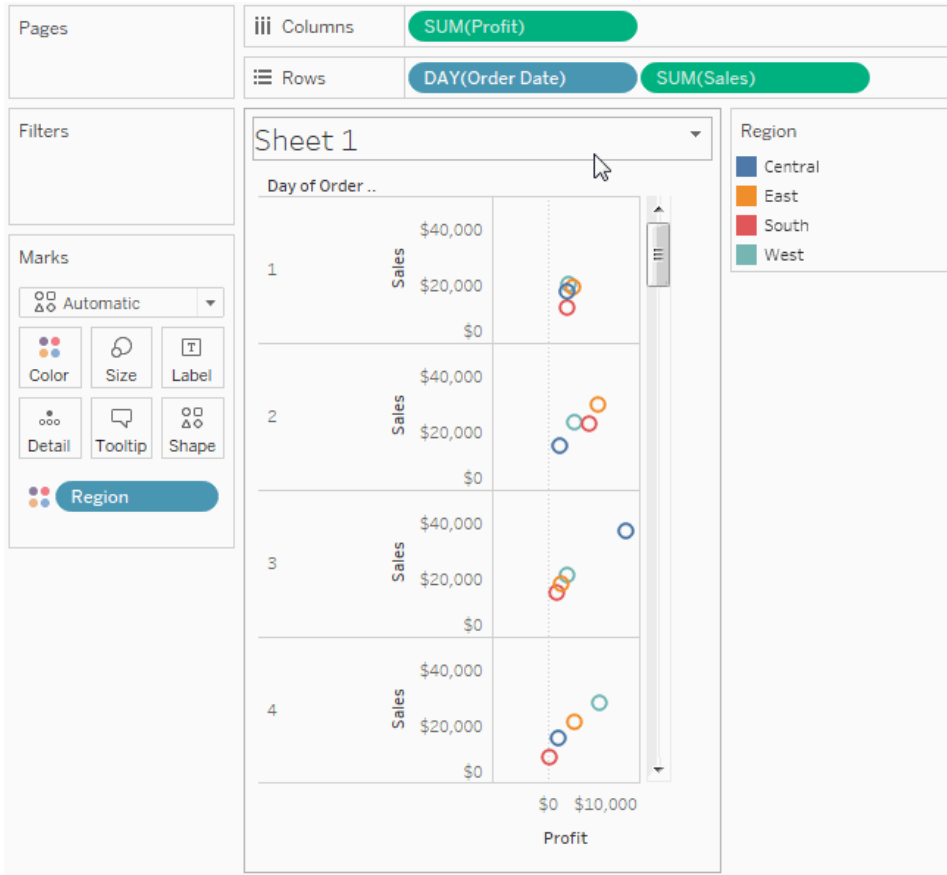 Pages
Columns SUM(Profit)
Rows DAY(Order Date) SUM(Sales)
Filters
Sheet 1
Region
Central
East
South
West
Day of Order ..
Marks
Automatic
Color Size Label
Detail Tooltip Shape
Region
1
Sales
$40,000
$20,000
$0
2
Sales
$40,000
$20,000
$0
3
Sales
$40,000
$20,000
$0
4
Sales
$40,000
$20,000
$0
$0 $10,000
Profit